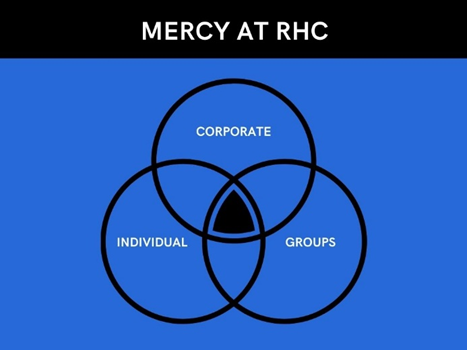 MERCY AT RHC
CORPORATE
INDIVIDUAL
GROUPS